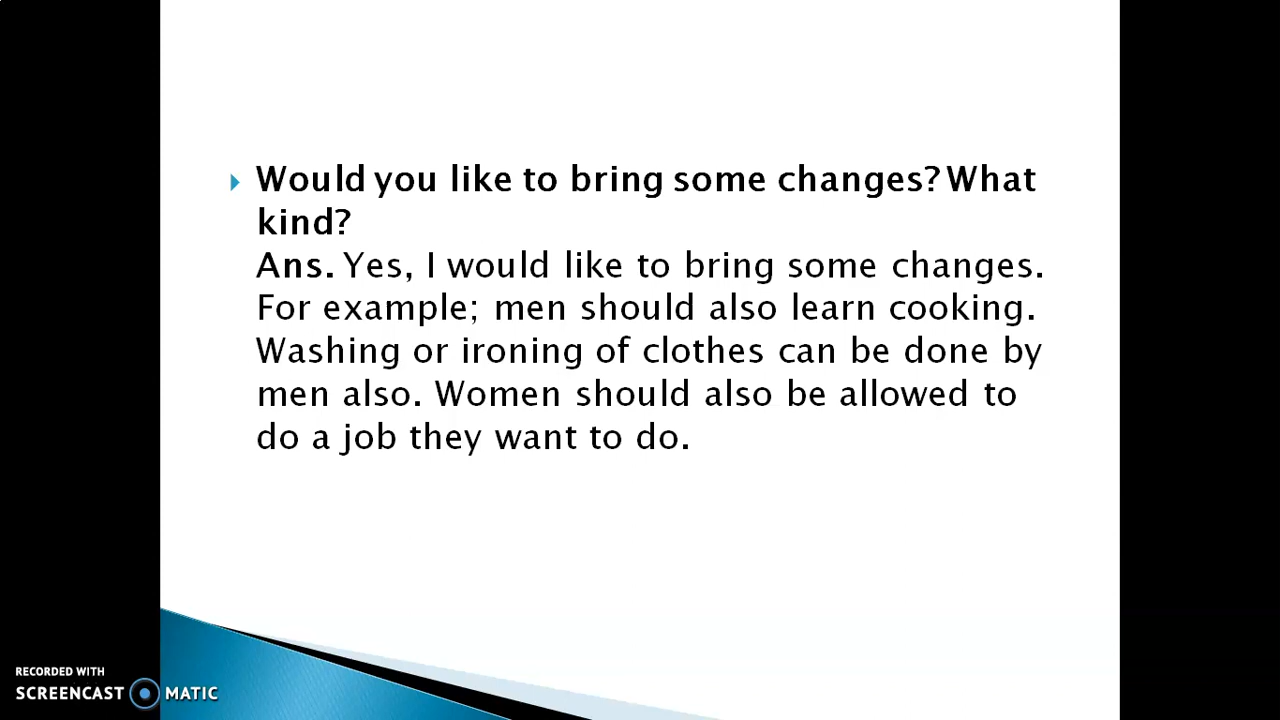 Would you like to bring some changes? What
kind?
Ans. Yes, I would like to bring some changes.
For example; men should also learn cooking.
Washing or ironing of clothes can be done by
men also. Women should also be allowed to
do a job they want to do.
RECORDED WITH
SCREENCAST MATIC